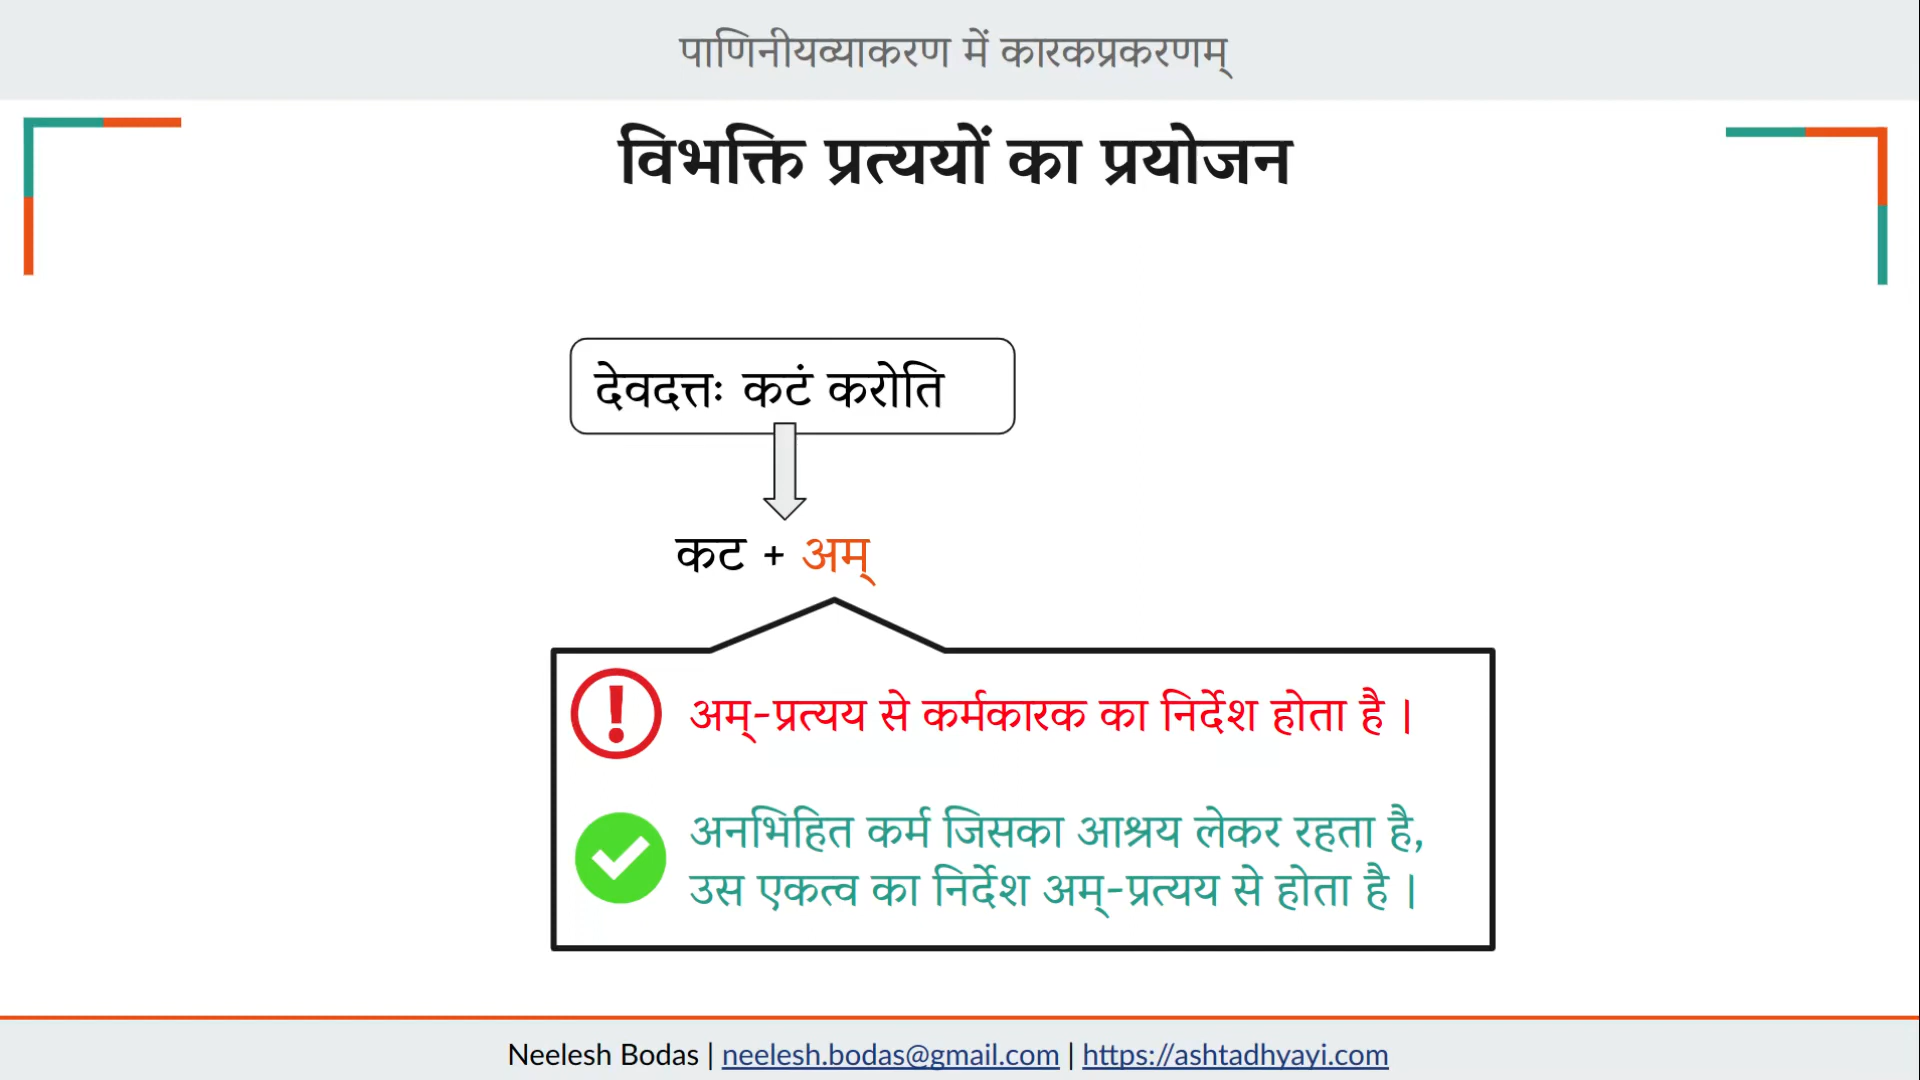 पाणिनीयव्याकरण में कारकप्रकरणम्
विभक्ति प्रत्ययों का प्रयोजन
देवदत्तः कटं करोति
कट + अम्
अम्-प्रत्यय से कर्मकारक का निर्देश होता है ।
अनभिहित कर्म जिसका आश्रय लेकर रहता है,
उस एकत्व का निर्देश अम्-प्रत्यय से होता है ।
Neelesh Bodas | neelesh.bodas@gmail.com | https://ashtadhyayi.com